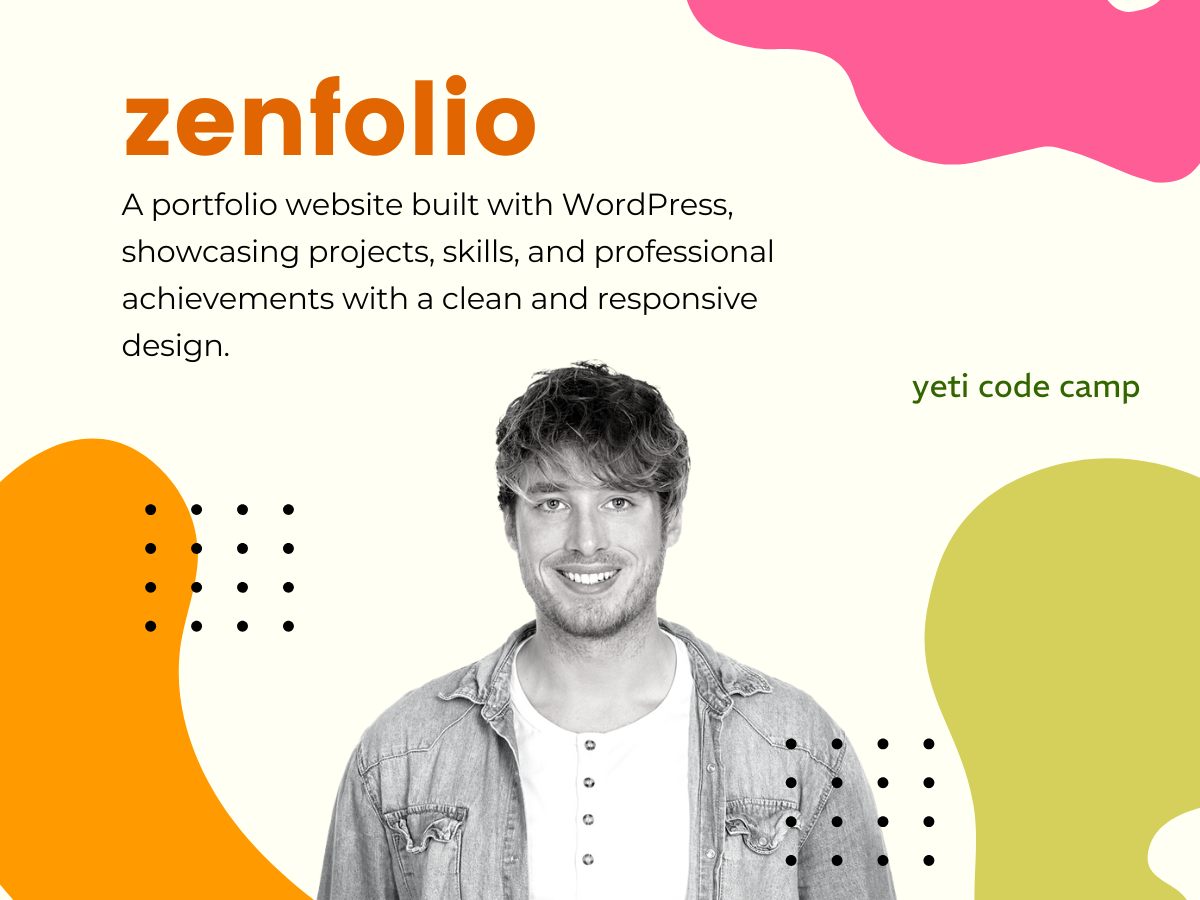 zenfolio
A portfolio website built with WordPress,
showcasing projects, skills, and professional
achievements with a clean and responsive
design.
yeti code camp